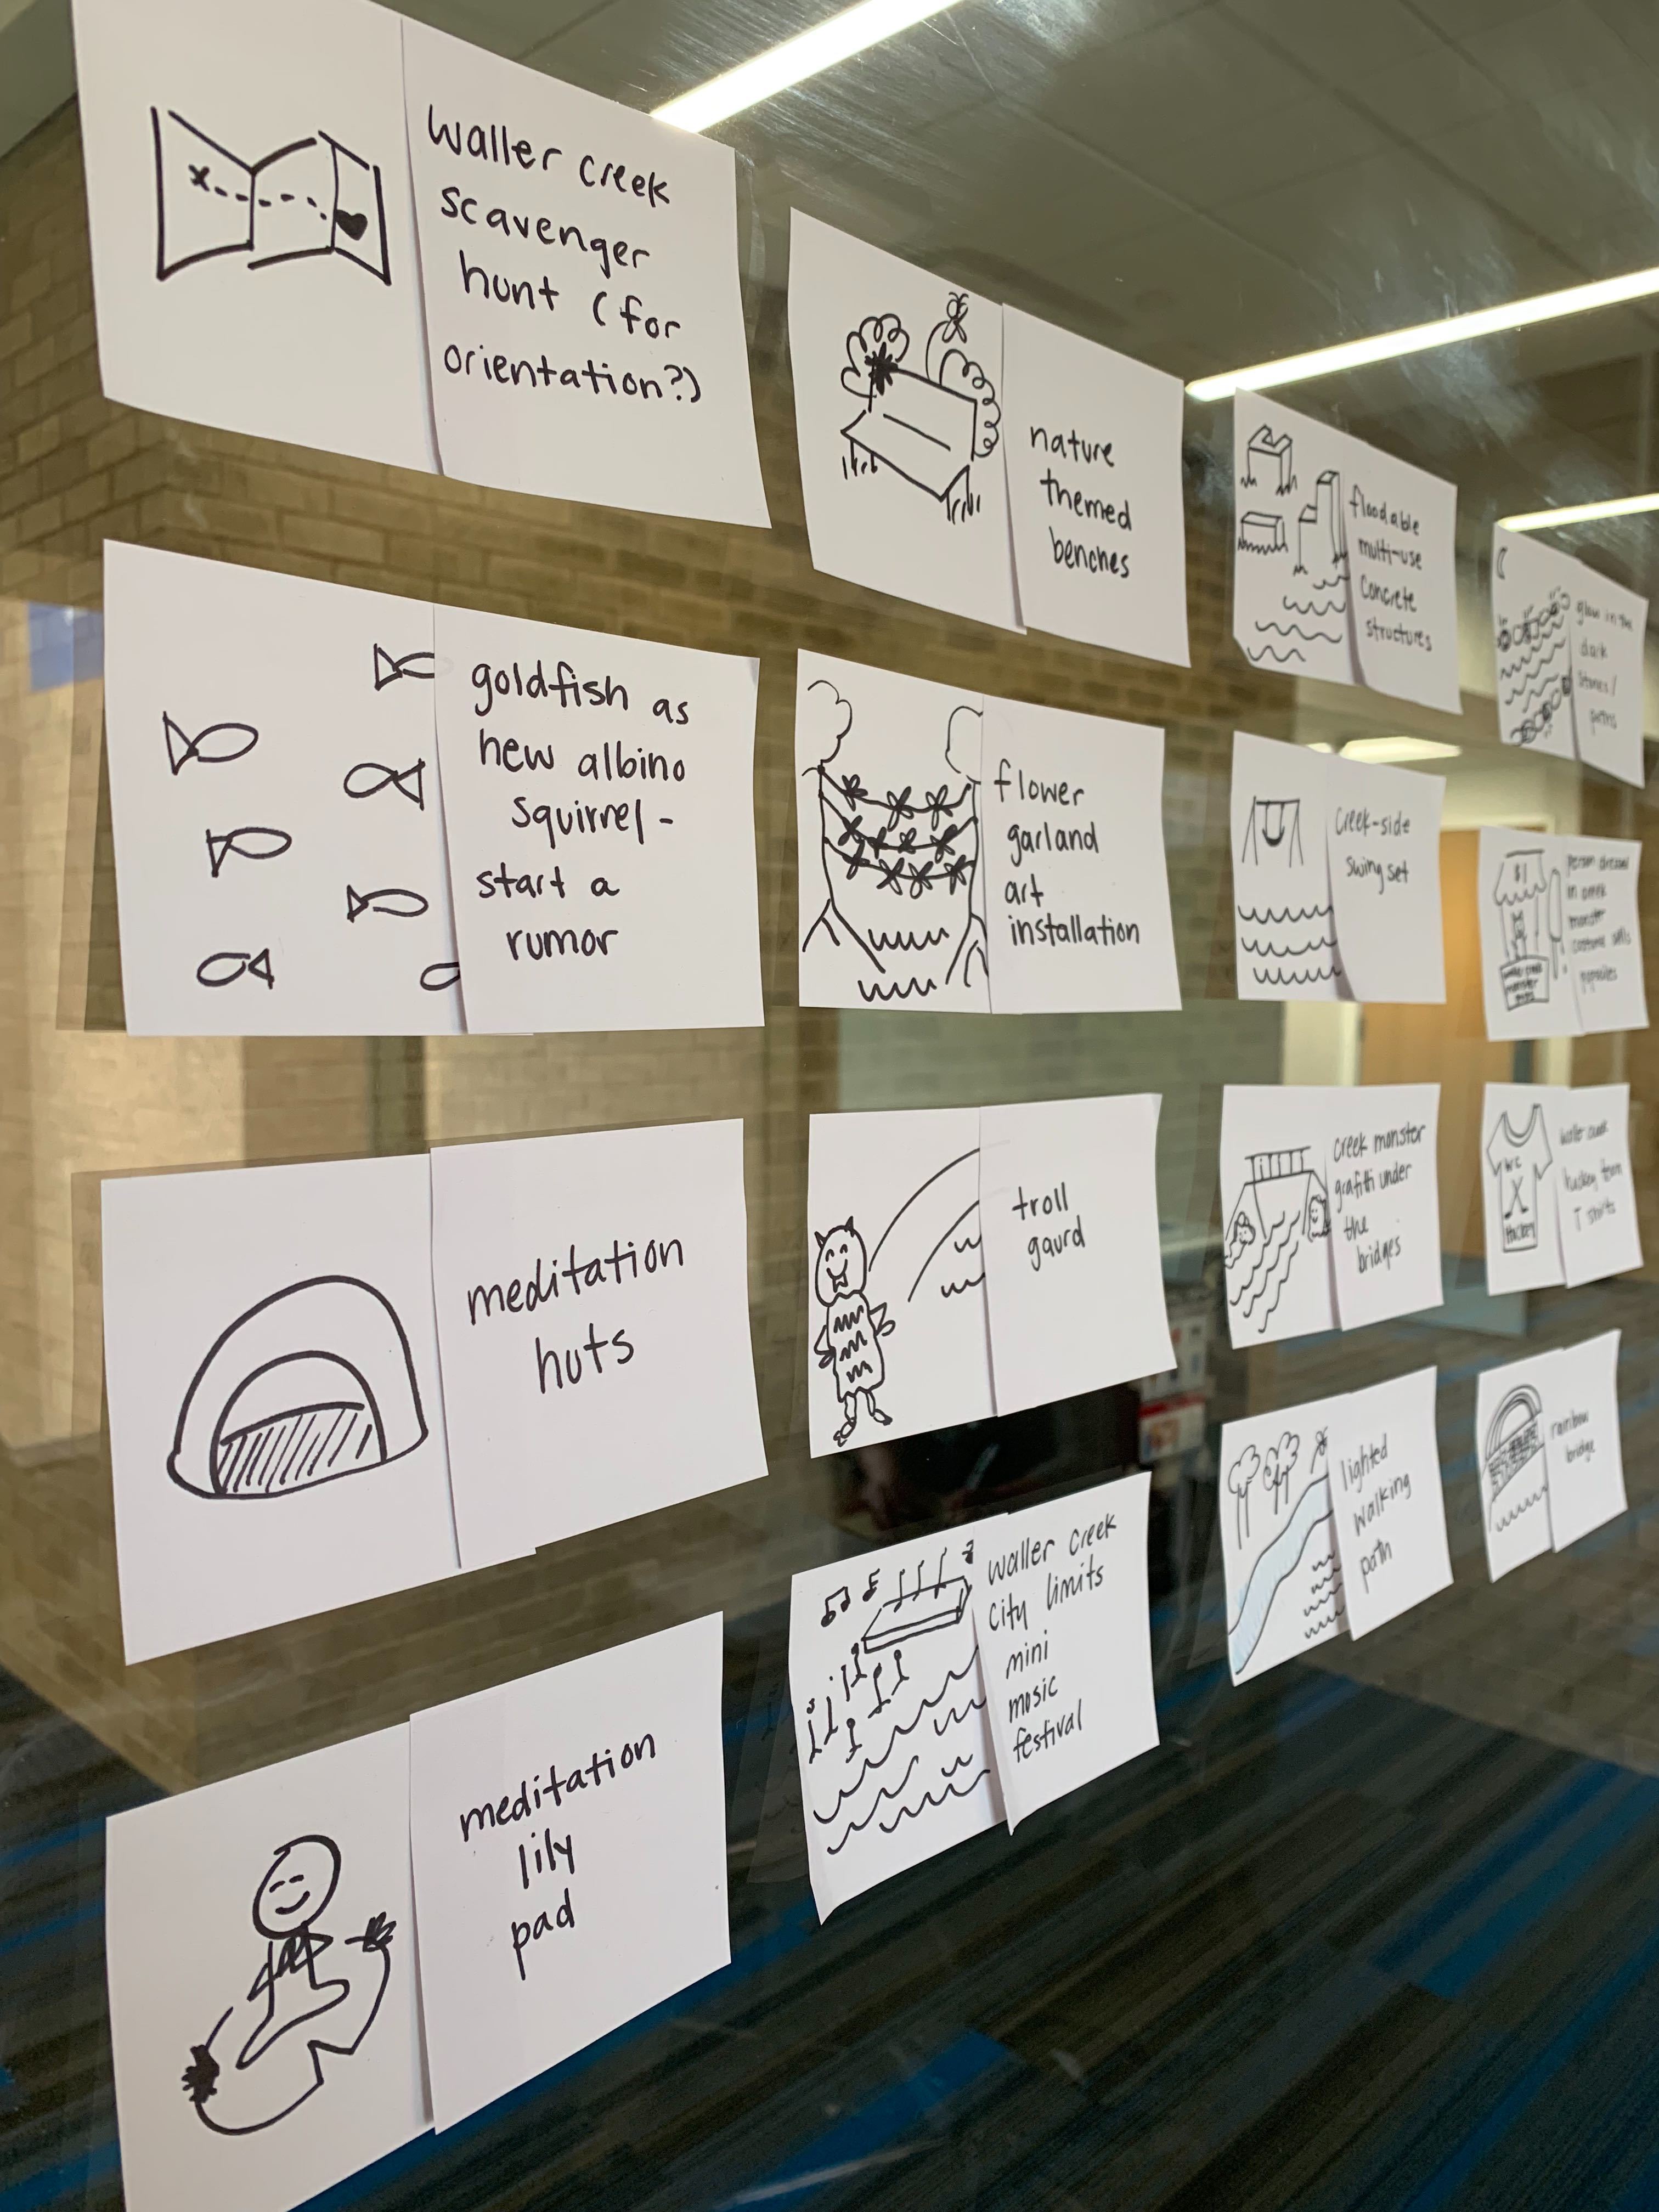 waller creek
scavenger
hunt (for
orientation?)
goldfish as
new albino
squirrel -
start a
rumor
meditation
huts
meditation
lily
pad
nature
themed
benches
flower
garland
art
installation
troll
gaurd
waller creek
city limits
mini
music
festival
floodable
multi-use
concrete
structures
creek-side
swing set
creek monster
grafitti under
the
bridges
lighted
walking
path
glow in the
dark
stones/
paths
$1
person dressed
in creek
monster
costume sells
popsicles
WC
Hockey
waller creek
hockey team
T shirts
rainbow
bridge